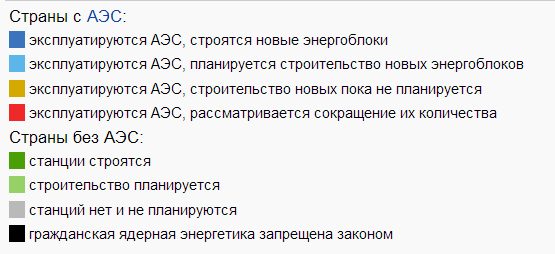 Страны с АЭС:
эксплуатируются АЭС, строятся новые энергоблоки
эксплуатируются АЭС, планируется строительство новых энергоблоков
эксплуатируются АЭС, строительство новых пока не планируется
эксплуатируются АЭС, рассматривается сокращение их количества
Страны без АЭС:
станции строятся
строительство планируется
станций нет и не планируются
гражданская ядерная энергетика запрещена законом